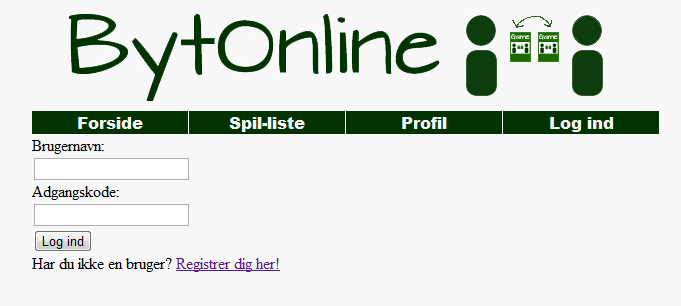 BytOnline
Game Game
Forside Spil-liste Profil Log ind
Brugernavn:
Adgangskode:
Log ind
Har du ikke en bruger? Registrer dig her!